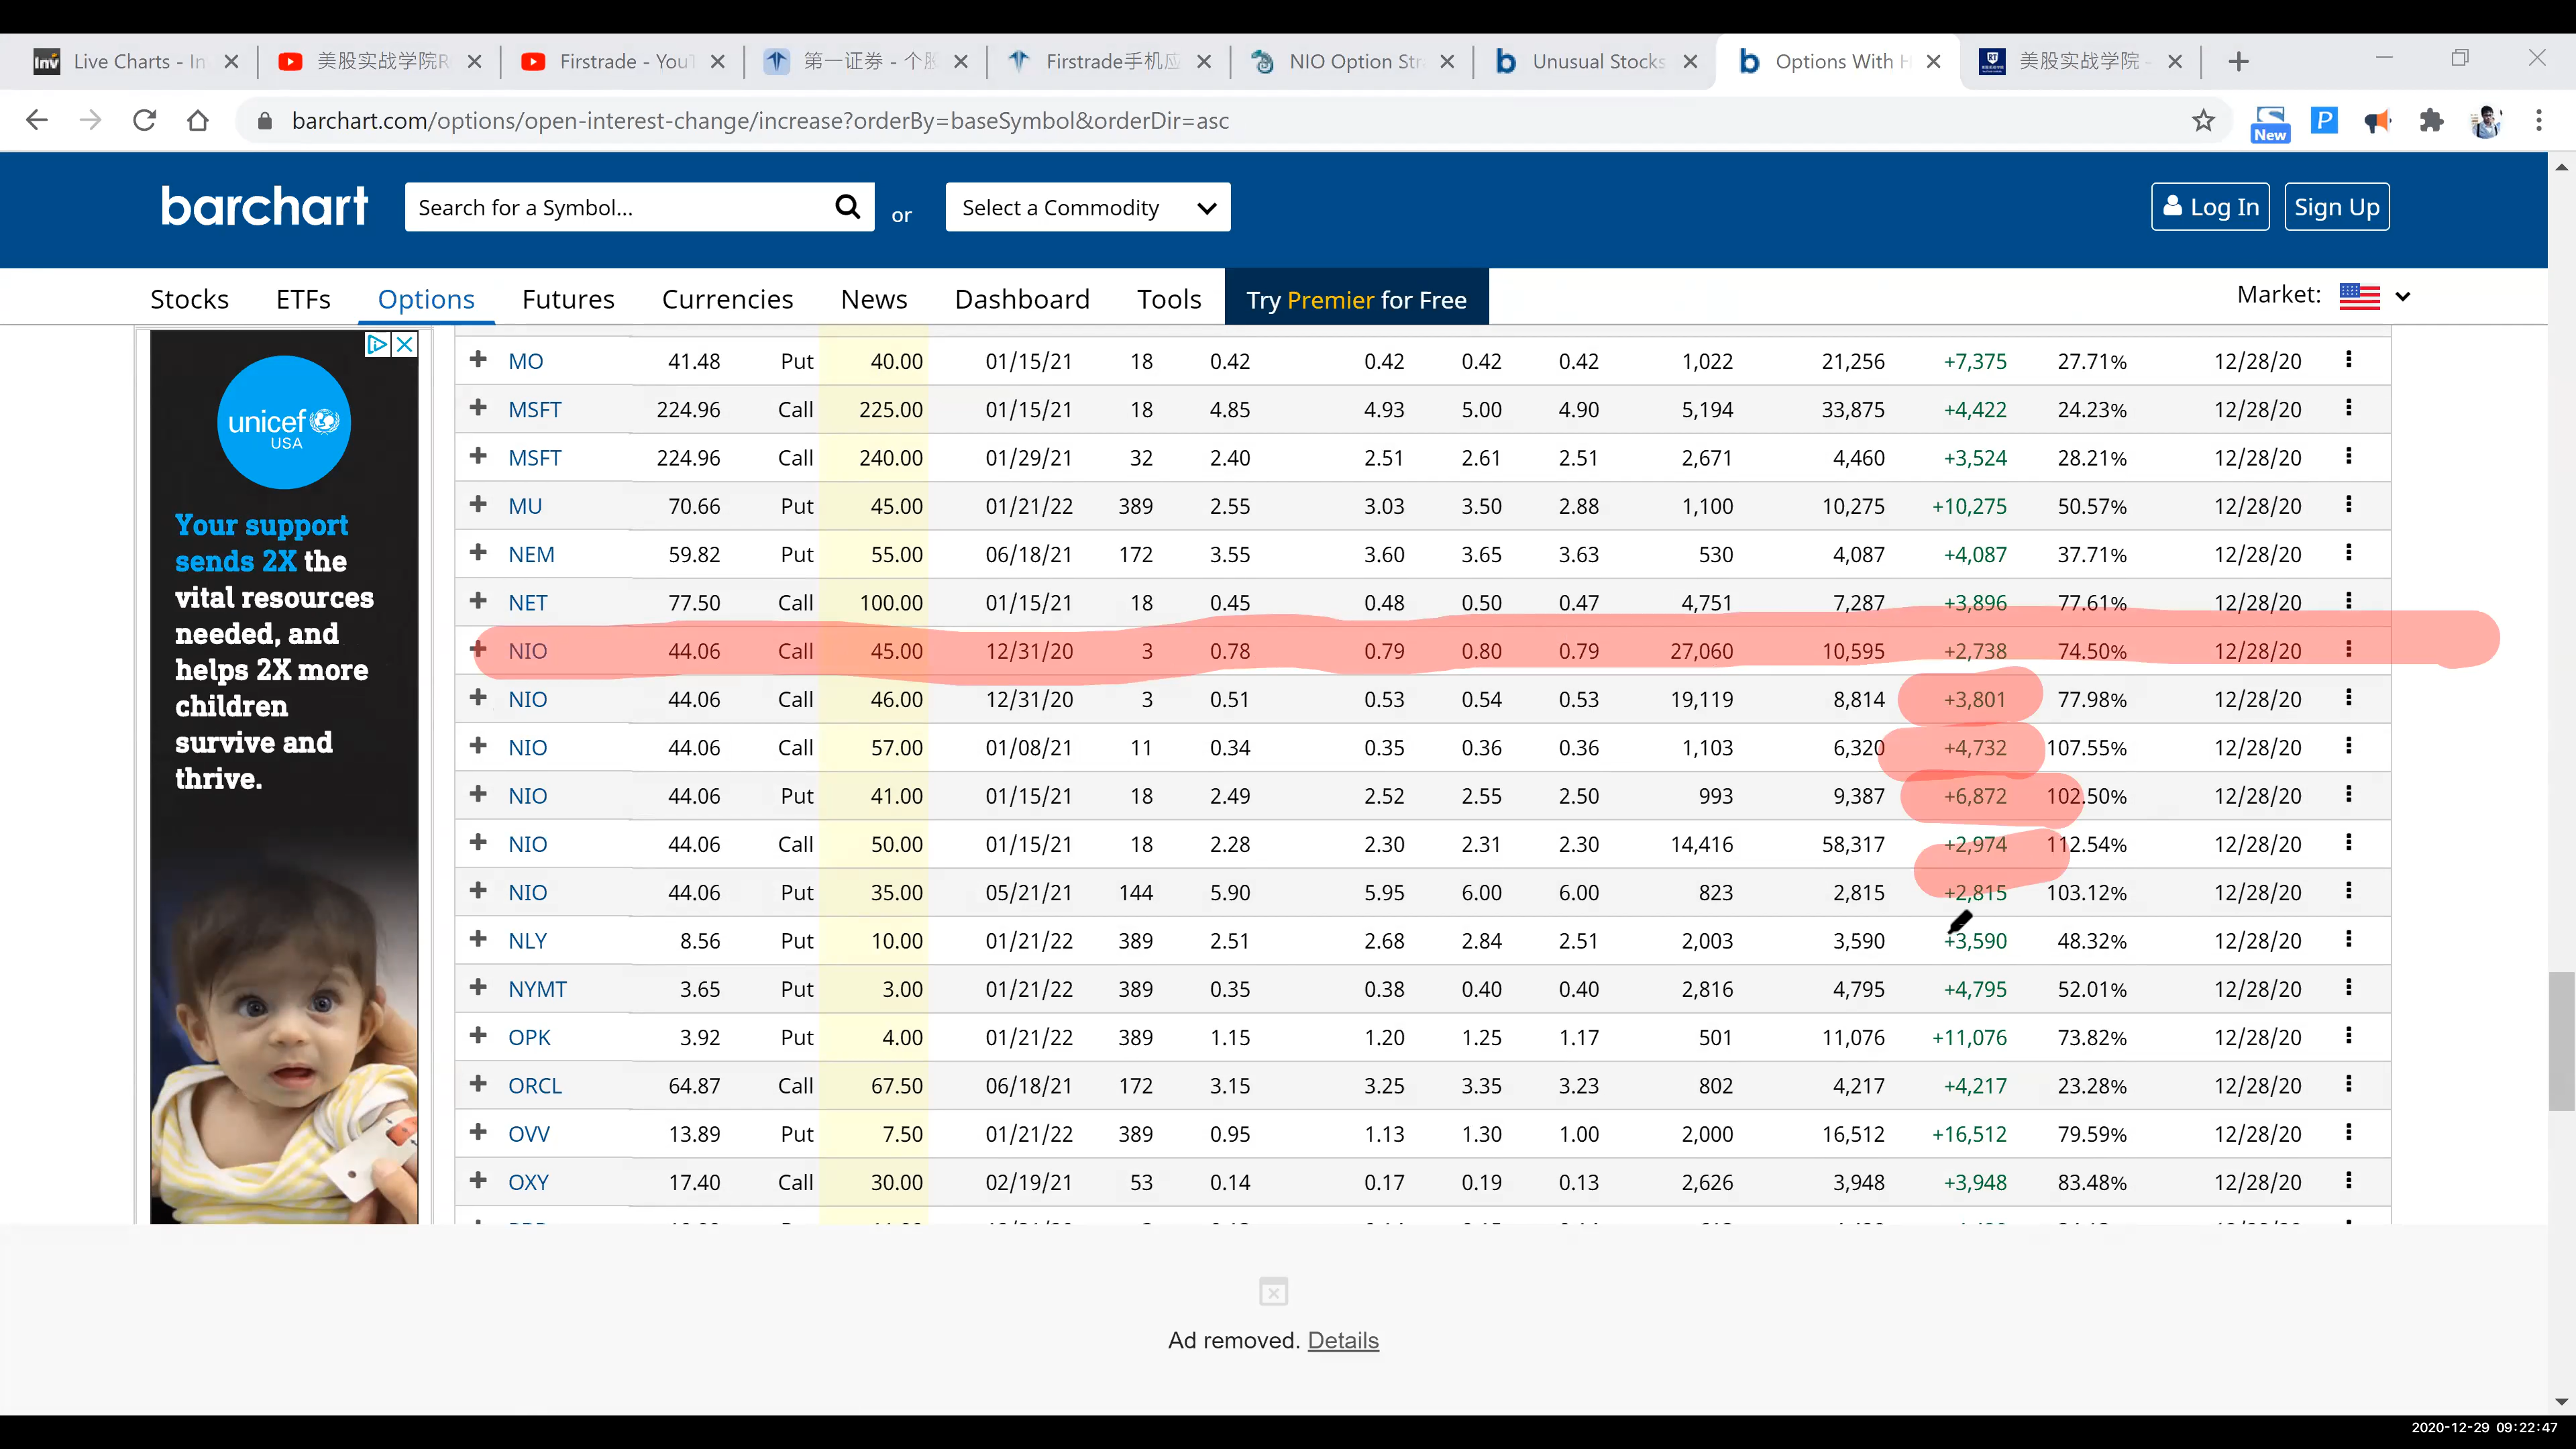 Live Charts - In
美股实战学院R
Firstrade - YouT
第一证券 - 个股
Firstrade手机应
NIO Option Str
Unusual Stocks
Options With H
美股实战学院 -
barchart.com/options/open-interest-change/increase?orderBy=baseSymbol&orderDir=asc
New
P
barchart
Search for a Symbol...
or
Select a Commodity
Log In
Sign Up
Stocks ETFs Options Futures Currencies News Dashboard Tools Try Premier for Free
Market:
unicef
USA
Your support
sends 2X the
vital resources
needed, and
helps 2X more
children
survive and
thrive.
MO 41.48 Put 40.00 01/15/21 18 0.42 0.42 0.42 0.42 1,022 21,256 +7,375 27.71% 12/28/20
MSFT 224.96 Call 225.00 01/15/21 18 4.85 4.93 5.00 4.90 5,194 33,875 +4,422 24.23% 12/28/20
MSFT 224.96 Call 240.00 01/29/21 32 2.40 2.51 2.61 2.51 2,671 4,460 +3,524 28.21% 12/28/20
MU 70.66 Put 45.00 01/21/22 389 2.55 3.03 3.50 2.88 1,100 10,275 +10,275 50.57% 12/28/20
NEM 59.82 Put 55.00 06/18/21 172 3.55 3.60 3.65 3.63 530 4,087 +4,087 37.71% 12/28/20
NET 77.50 Call 100.00 01/15/21 18 0.45 0.48 0.50 0.47 4,751 7,287 +3,896 77.61% 12/28/20
NIO 44.06 Call 45.00 12/31/20 3 0.78 0.79 0.80 0.79 27,060 10,595 +2,738 74.50% 12/28/20
NIO 44.06 Call 46.00 12/31/20 3 0.51 0.53 0.54 0.53 19,119 8,814 +3,801 77.98% 12/28/20
NIO 44.06 Call 57.00 01/08/21 11 0.34 0.35 0.36 0.36 1,103 6,320 +4,732 107.55% 12/28/20
NIO 44.06 Put 41.00 01/15/21 18 2.49 2.52 2.55 2.50 993 9,387 +6,872 102.50% 12/28/20
NIO 44.06 Call 50.00 01/15/21 18 2.28 2.30 2.31 2.30 14,416 58,317 +2,974 112.54% 12/28/20
NIO 44.06 Put 35.00 05/21/21 144 5.90 5.95 6.00 6.00 823 2,815 +2,815 103.12% 12/28/20
NLY 8.56 Put 10.00 01/21/22 389 2.51 2.68 2.84 2.51 2,003 3,590 +3,590 48.32% 12/28/20
NYMT 3.65 Put 3.00 01/21/22 389 0.35 0.38 0.40 0.40 2,816 4,795 +4,795 52.01% 12/28/20
OPK 3.92 Put 4.00 01/21/22 389 1.15 1.20 1.25 1.17 501 11,076 +11,076 73.82% 12/28/20
ORCL 64.87 Call 67.50 06/18/21 172 3.15 3.25 3.35 3.23 802 4,217 +4,217 23.28% 12/28/20
OVV 13.89 Put 7.50 01/21/22 389 0.95 1.13 1.30 1.00 2,000 16,512 +16,512 79.59% 12/28/20
OXY 17.40 Call 30.00 02/19/21 53 0.14 0.17 0.19 0.13 2,626 3,948 +3,948 83.48% 12/28/20
Ad removed. Details
2020-12-29 09:22:47